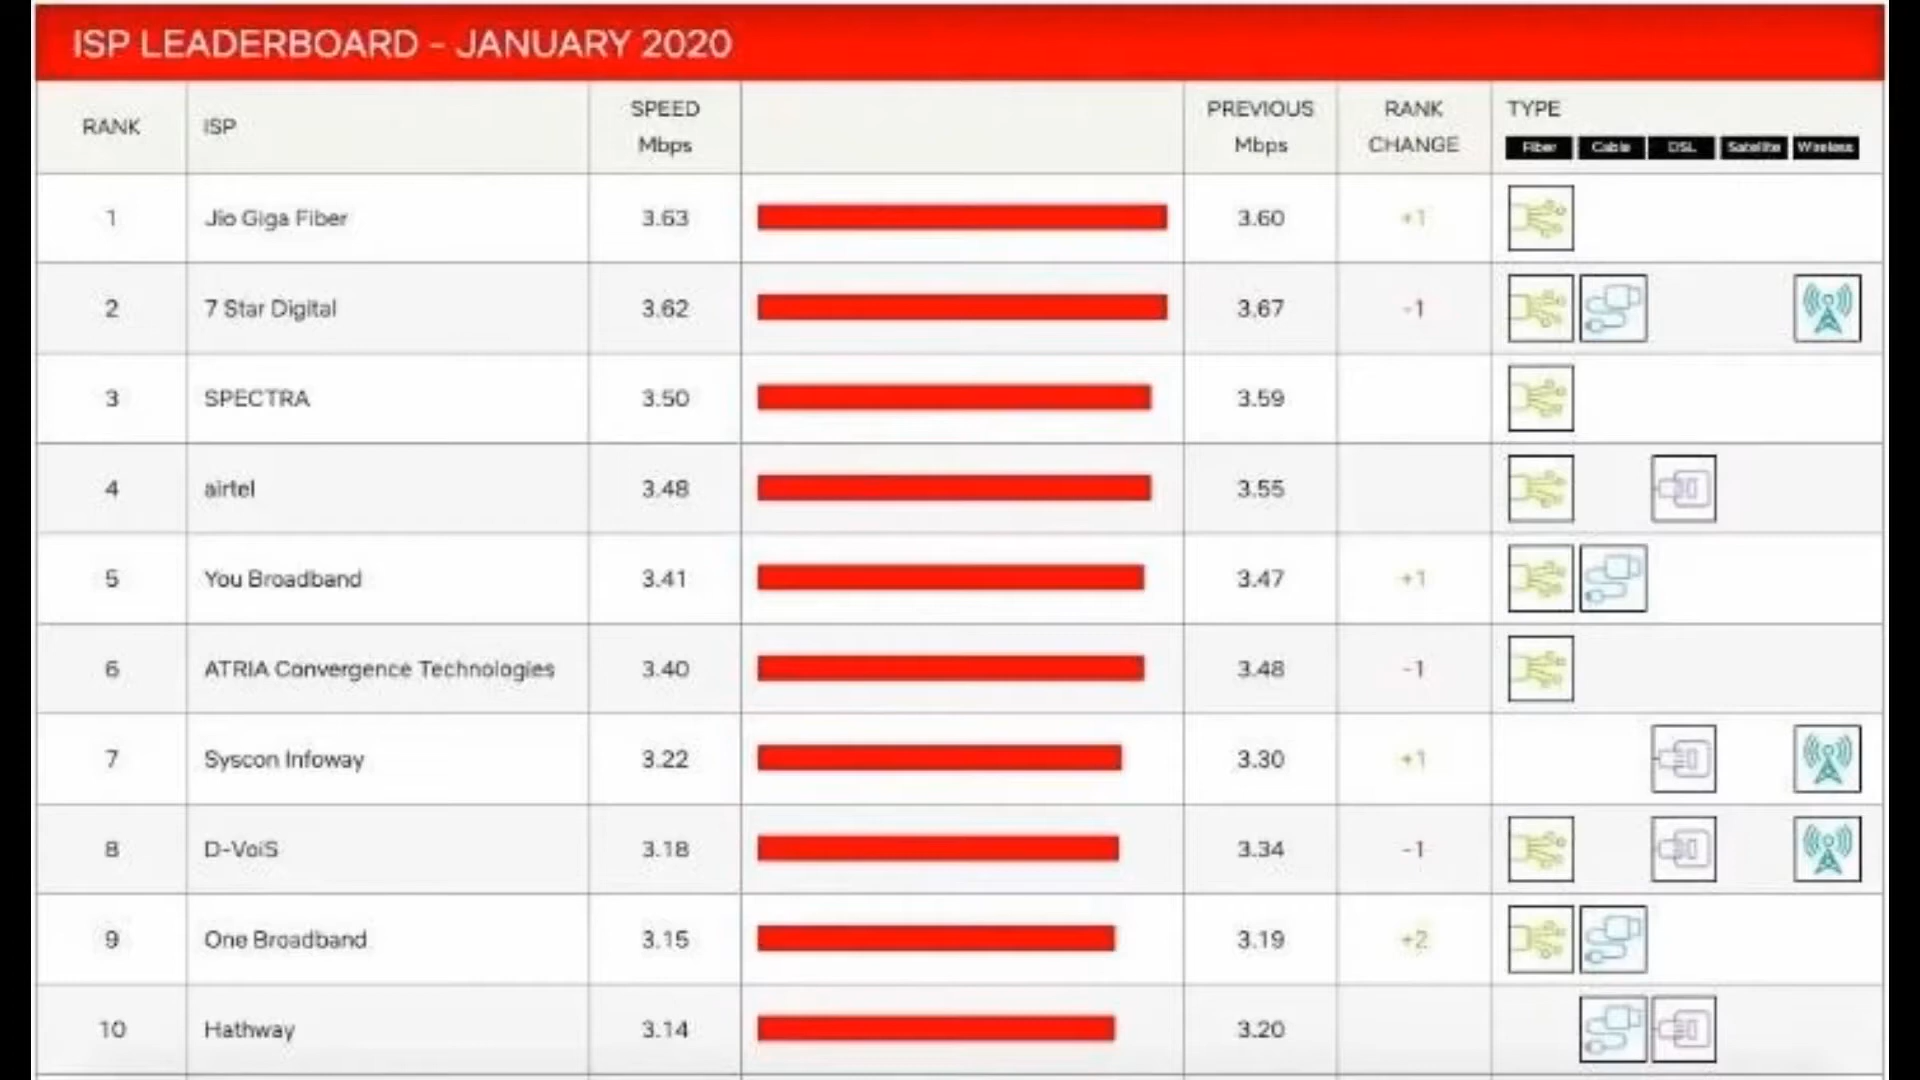 ISP LEADERBOARD - JANUARY 2020
RANK ISP SPEED Mbps PREVIOUS Mbps RANK CHANGE TYPE
Fiber Cable DSL Satellite Wireless
1 Jio Giga Fiber 3.63 3.60 +1
2 7 Star Digital 3.62 3.67 -1
3 SPECTRA 3.50 3.59
4 airtel 3.48 3.55
5 You Broadband 3.41 3.47 +1
6 ATRIA Convergence Technologies 3.40 3.48 -1
7 Syscon Infoway 3.22 3.30 +1
8 D-VoiS 3.18 3.34 -1
9 One Broadband 3.15 3.19 +2
10 Hathway 3.14 3.20